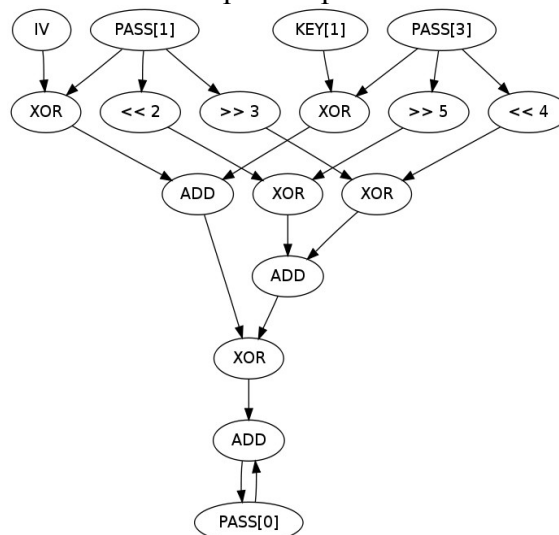 IV PASS[1] KEY[1] PASS[3]
XOR << 2 >> 3 XOR >> 5 << 4
ADD XOR XOR
ADD
XOR
ADD
PASS[0]